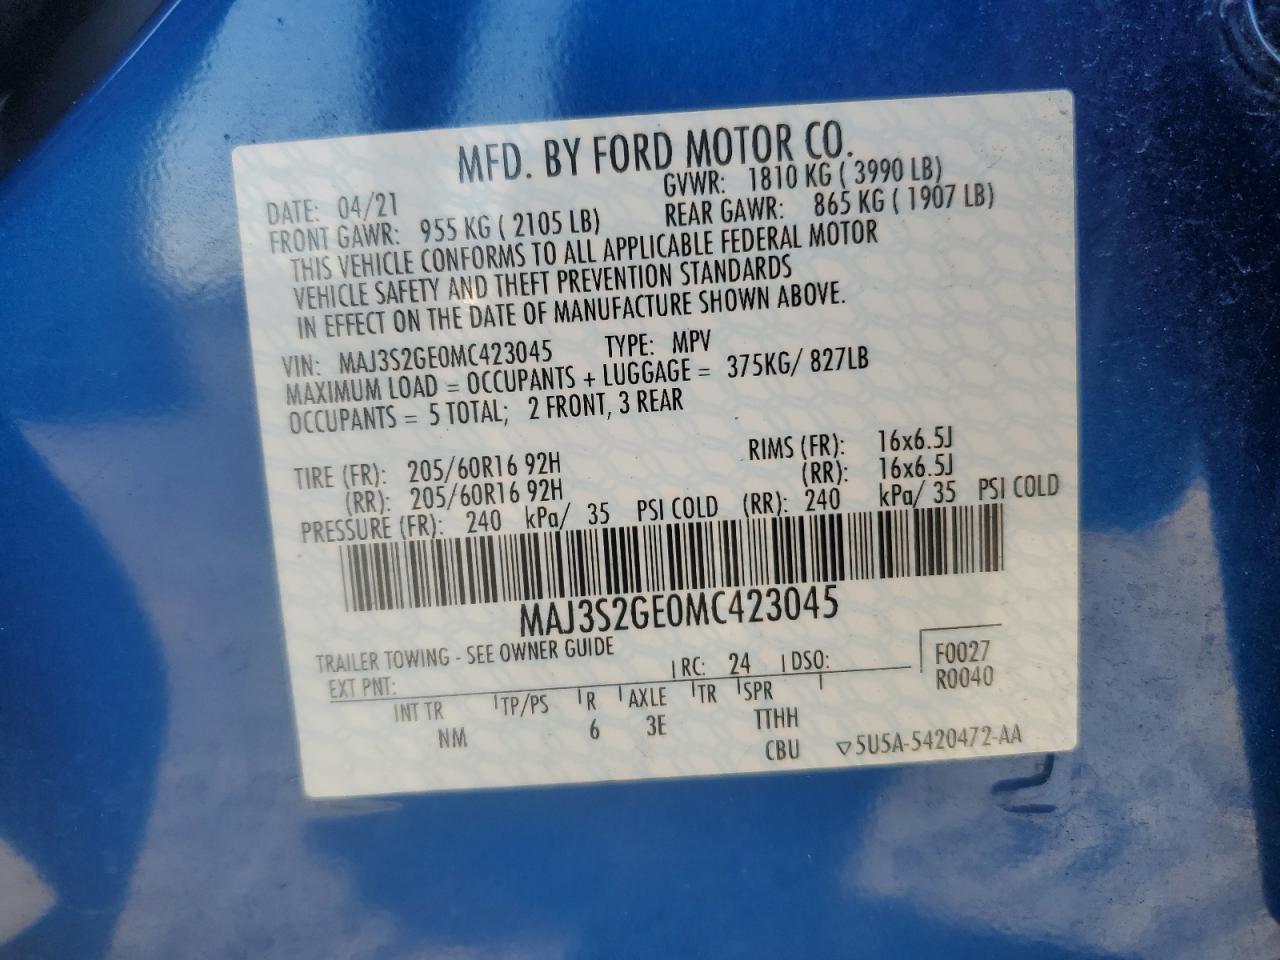 MFD. BY FORD MOTOR CO.
DATE: 04/21 GVWR: 1810 KG ( 3990 LB)
FRONT GAWR: 955 KG ( 2105 LB) REAR GAWR: 865 KG ( 1907 LB)
THIS VEHICLE CONFORMS TO ALL APPLICABLE FEDERAL MOTOR
VEHICLE SAFETY AND THEFT PREVENTION STANDARDS
IN EFFECT ON THE DATE OF MANUFACTURE SHOWN ABOVE.
VIN: MAJ3S2GE0MC423045 TYPE: MPV
MAXIMUM LOAD = OCCUPANTS + LUGGAGE = 375KG/ 827LB
OCCUPANTS = 5 TOTAL; 2 FRONT, 3 REAR
TIRE (FR): 205/60R16 92H RIMS (FR): 16x6.5J
(RR): 205/60R16 92H (RR): 16x6.5J
PRESSURE (FR): 240 kPa/ 35 PSI COLD (RR): 240 kPa/ 35 PSI COLD
MAJ3S2GE0MC423045
TRAILER TOWING - SEE OWNER GUIDE
EXT PNT: RC: 24 DSO: F0027
R0040
INT TR TP/PS R AXLE TR SPR
NM 6 3E TTHH
CBU ▽5U5A-5420472-AA